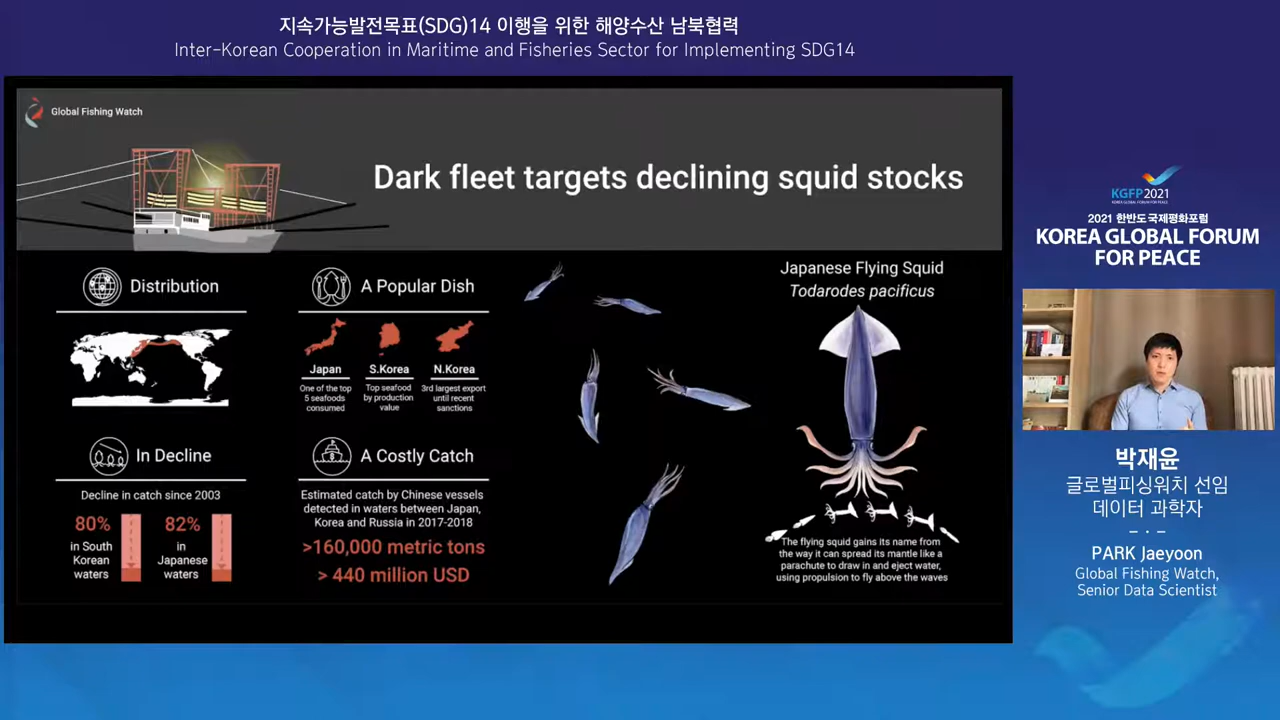 지속가능발전목표(SDG)14 이행을 위한 해양수산 남북협력
Inter-Korean Cooperation in Maritime and Fisheries Sector for Implementing SDG14
Global Fishing Watch
Dark fleet targets declining squid stocks
Distribution
A Popular Dish
Japan
One of the top
5 seafoods
consumed
S.Korea
Top seafood
by production
value
N.Korea
3rd largest export
until recent
sanctions
In Decline
Decline in catch since 2003
80%
in South
Korean
waters
82%
in
Japanese
waters
A Costly Catch
Estimated catch by Chinese vessels
detected in waters between Japan,
Korea and Russia in 2017-2018
>160,000 metric tons
> 440 million USD
Japanese Flying Squid
Todarodes pacificus
The flying squid gains its name from
the way it can spread its mantle like a
parachute to draw in and eject water,
using propulsion to fly above the waves
KGFP2021
KOREA GLOBAL FORUM FOR PEACE
2021 한반도국제평화포럼
KOREA GLOBAL FORUM
FOR PEACE
박재윤
글로벌피싱워치 선임
데이터 과학자
PARK Jaeyoon
Global Fishing Watch,
Senior Data Scientist